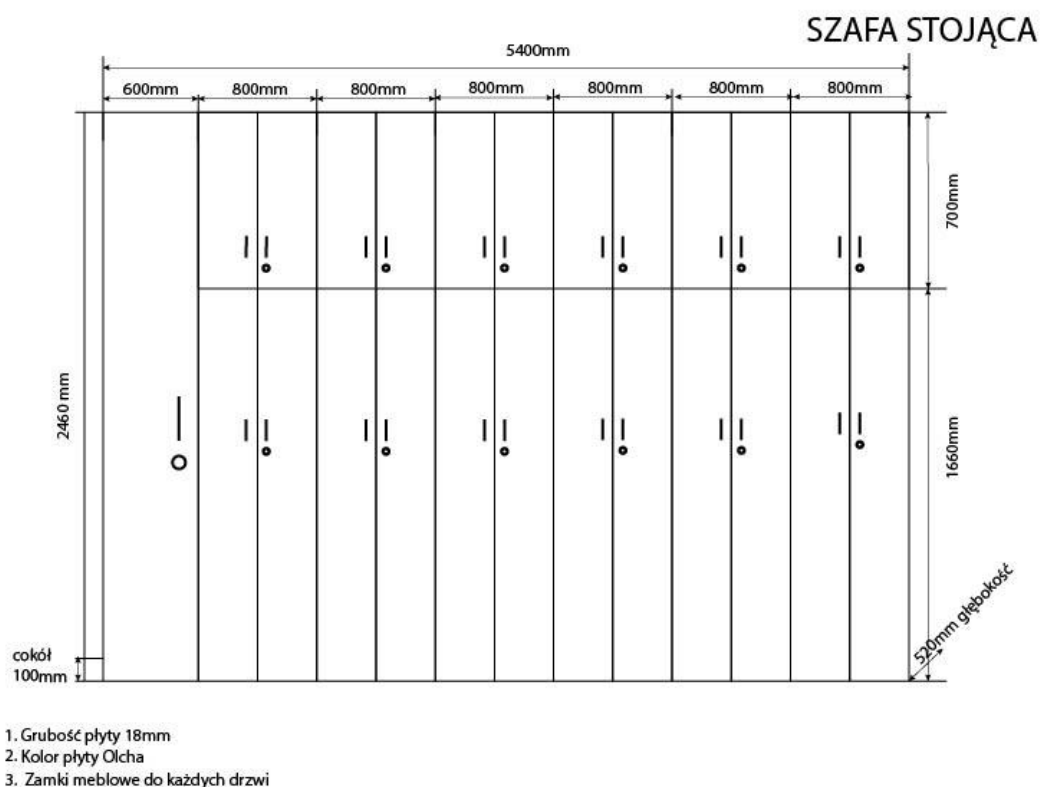 SZAFA STOJĄCA
5400mm
600mm
800mm
800mm
800mm
800mm
800mm
800mm
700mm
2460 mm
1660mm
520mm głębokość
cokół
100mm
1. Grubość płyty 18mm
2. Kolor płyty Olcha
3. Zamki meblowe do każdych drzwi